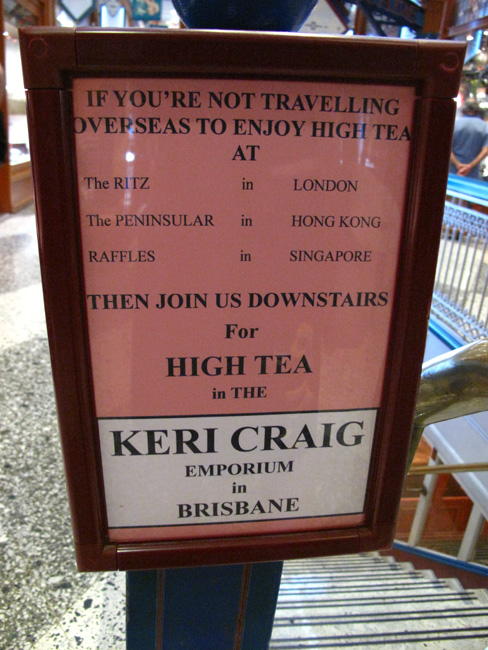 IF YOU'RE NOT TRAVELLING
OVERSEAS TO ENJOY HIGH TEA
AT
The RITZ in LONDON
The PENINSULAR in HONG KONG
RAFFLES in SINGAPORE
THEN JOIN US DOWNSTAIRS
For
HIGH TEA
in THE
KERI CRAIG
EMPORIUM
in
BRISBANE